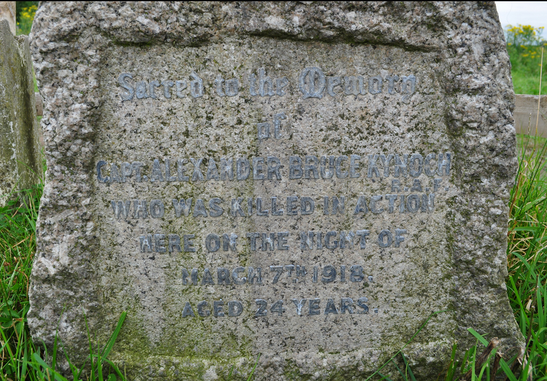 Sacred to the Memory
of
CAPT. ALEXANDER BRUCE KYNOCH
R.A.F
WHO WAS KILLED IN ACTION
HERE ON THE NIGHT OF
MARCH 7TH 1918.
AGED 24 YEARS.